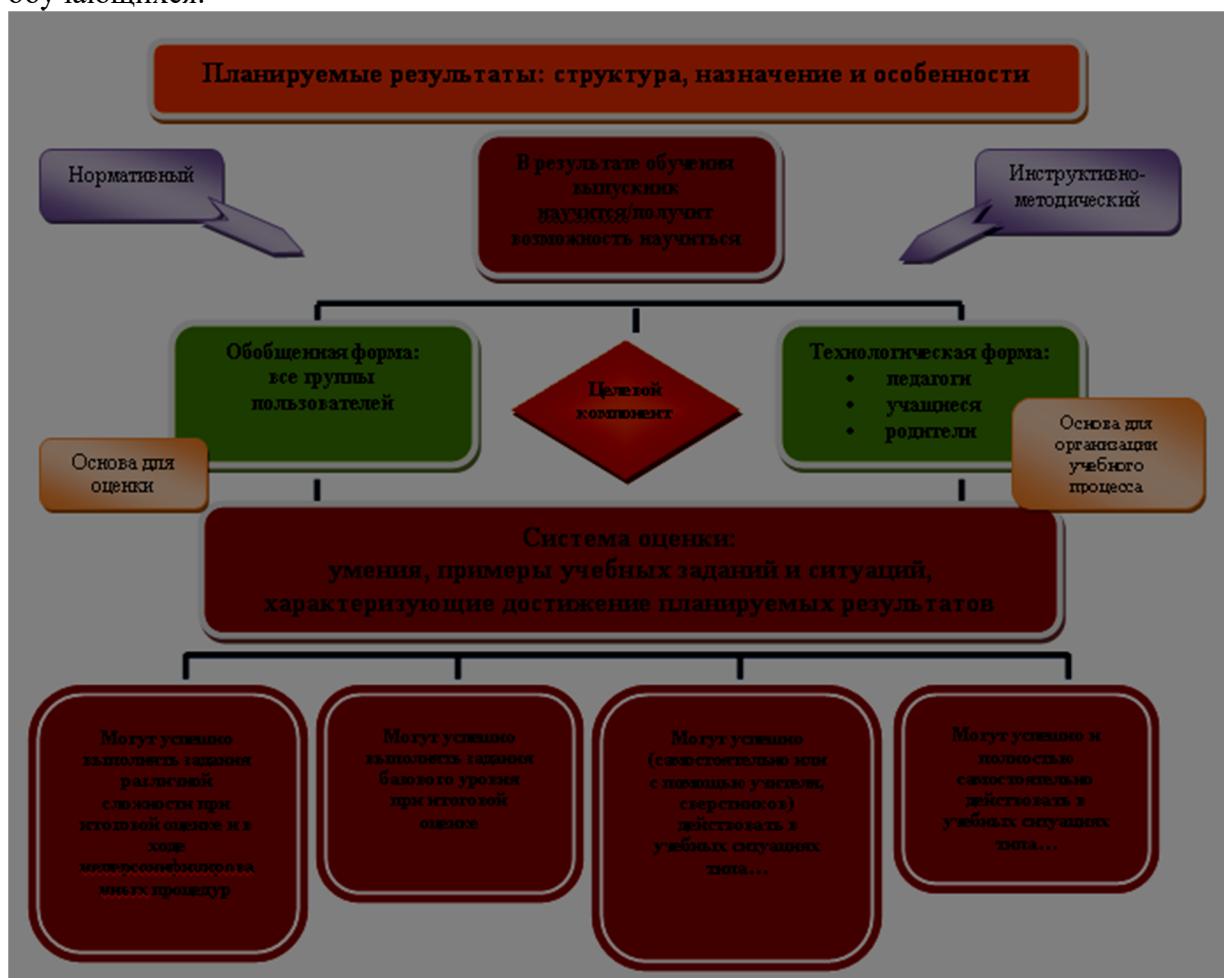 Планируемые результаты: структура, назначение и особенности
Нормативный
В результате обучения
выпускник
научится/получит
возможность научиться
Инструктивно-
методический
Обобщенная форма:
все группы
пользователей
Целевой
компонент
Технологическая форма:
• педагоги
• учащиеся
• родители
Основа для
оценки
Основа для
организации
учебного
процесса
Система оценки:
умения, примеры учебных заданий и ситуаций,
характеризующие достижение планируемых результатов
Могут успешно
выполнять задания
различной
сложности при
итоговой оценке и в
ходе
неперсонифицирова
нных процедур
Могут успешно
выполнять задания
базового уровня
при итоговой
оценке
Могут успешно
(самостоятельно или
с помощью учителя,
сверстников)
действовать в
учебных ситуациях
типа…
Могут успешно и
полностью
самостоятельно
действовать в
учебных ситуациях
типа…